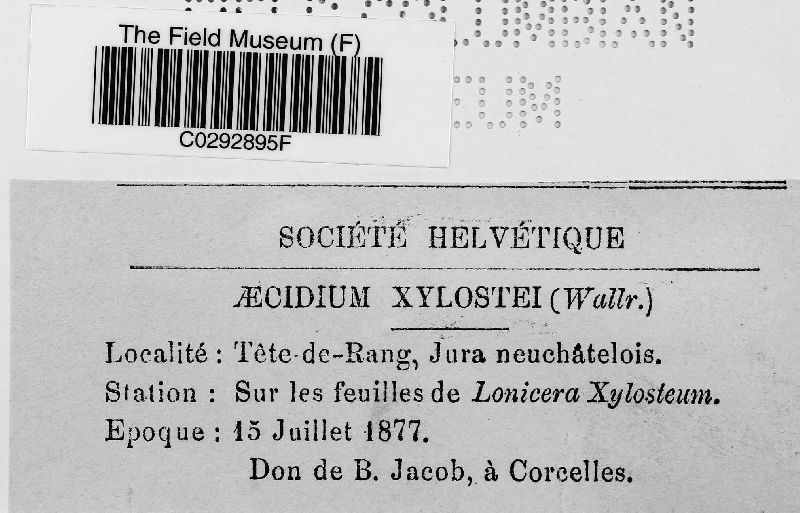 The Field Museum (F)
C0292895F
SOCIÉTÉ HELVÉTIQUE
ÆCIDIUM XYLOSTEI (Wallr.)
Localité : Tête-de-Rang, Jura neuchâtelois.
Station : Sur les feuilles de Lonicera Xylosteum.
Epoque : 15 Juillet 1877.
Don de B. Jacob, à Corcelles.